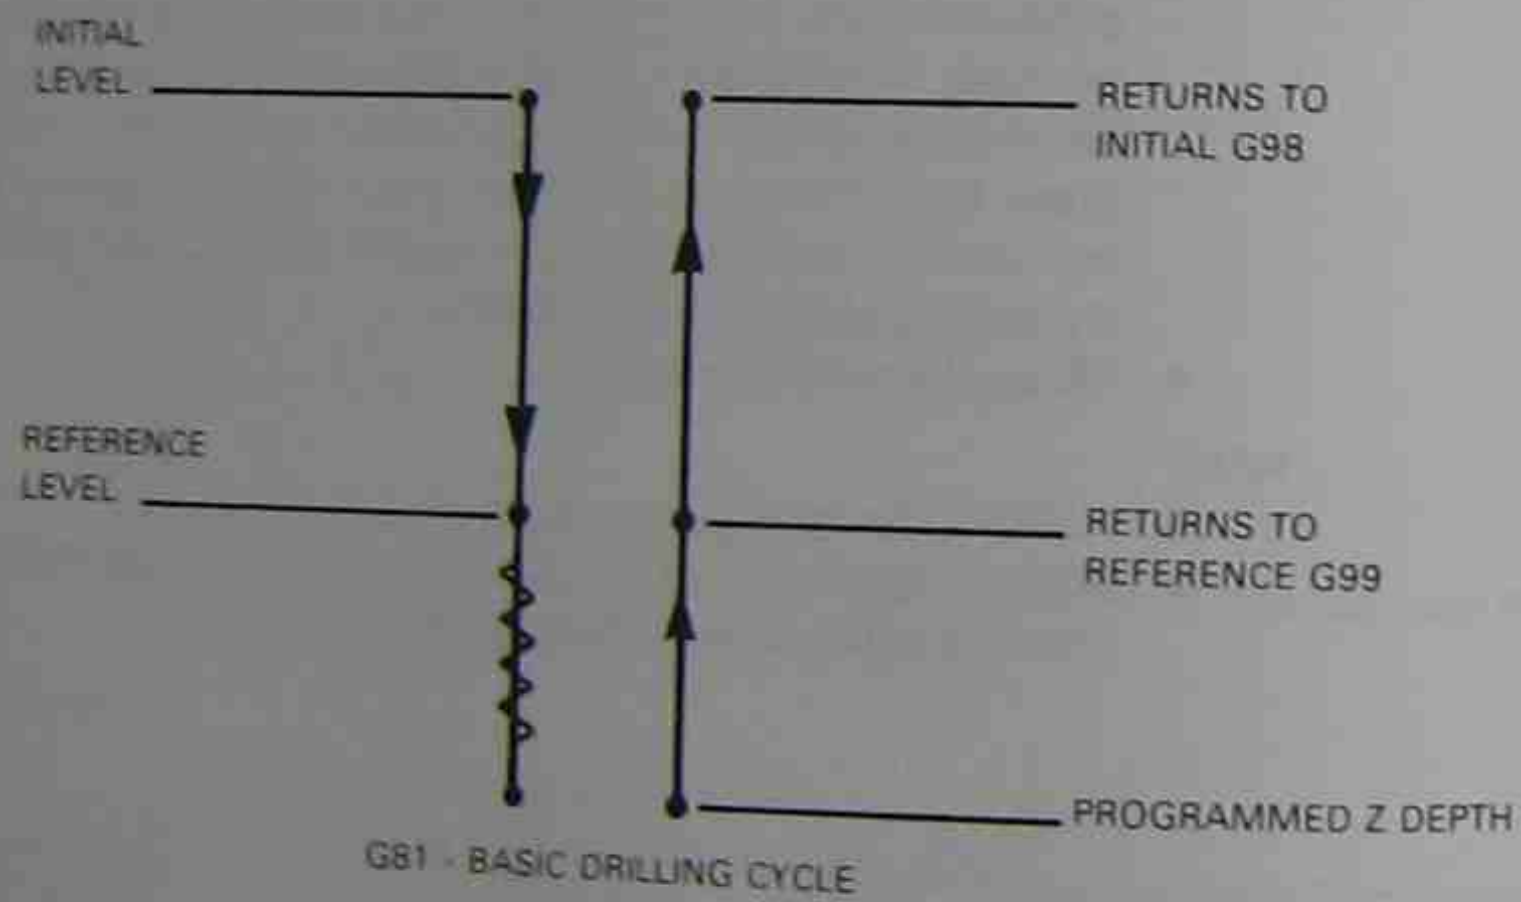 INITIAL
LEVEL
RETURNS TO
INITIAL G98
REFERENCE
LEVEL
RETURNS TO
REFERENCE G99
PROGRAMMED Z DEPTH
G81 - BASIC DRILLING CYCLE